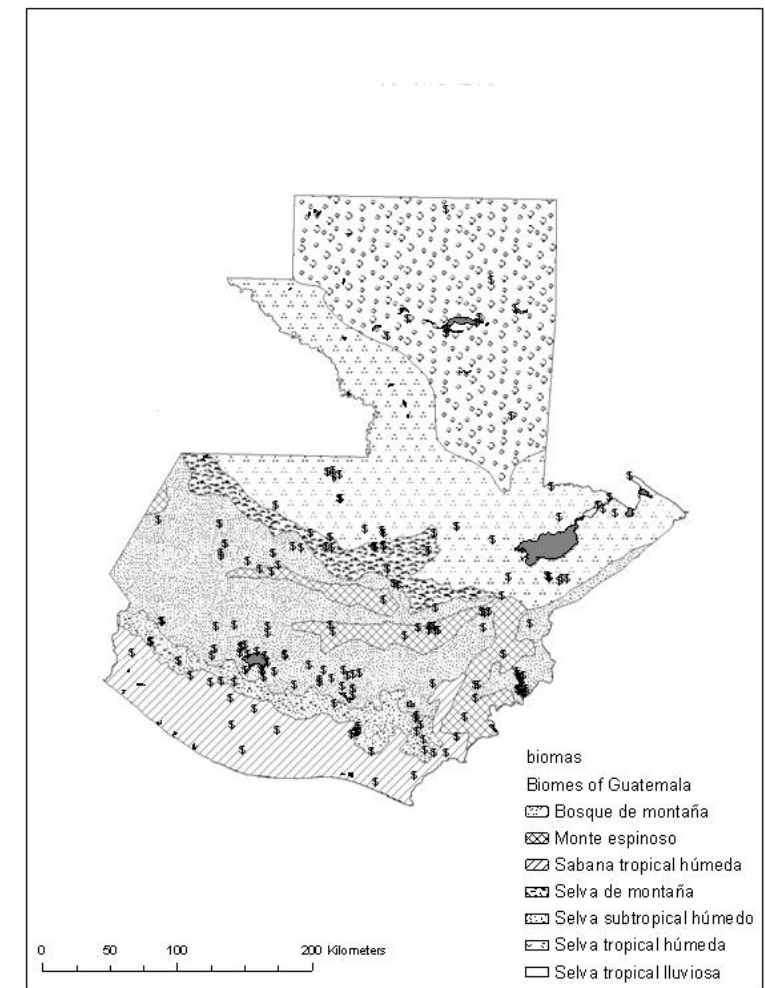 biomas
Biomes of Guatemala
Bosque de montaña
Monte espinoso
Sabana tropical húmeda
Selva de montaña
Selva subtropical húmedo
Selva tropical húmeda
Selva tropical lluviosa
0 50 100 200 Kilometers